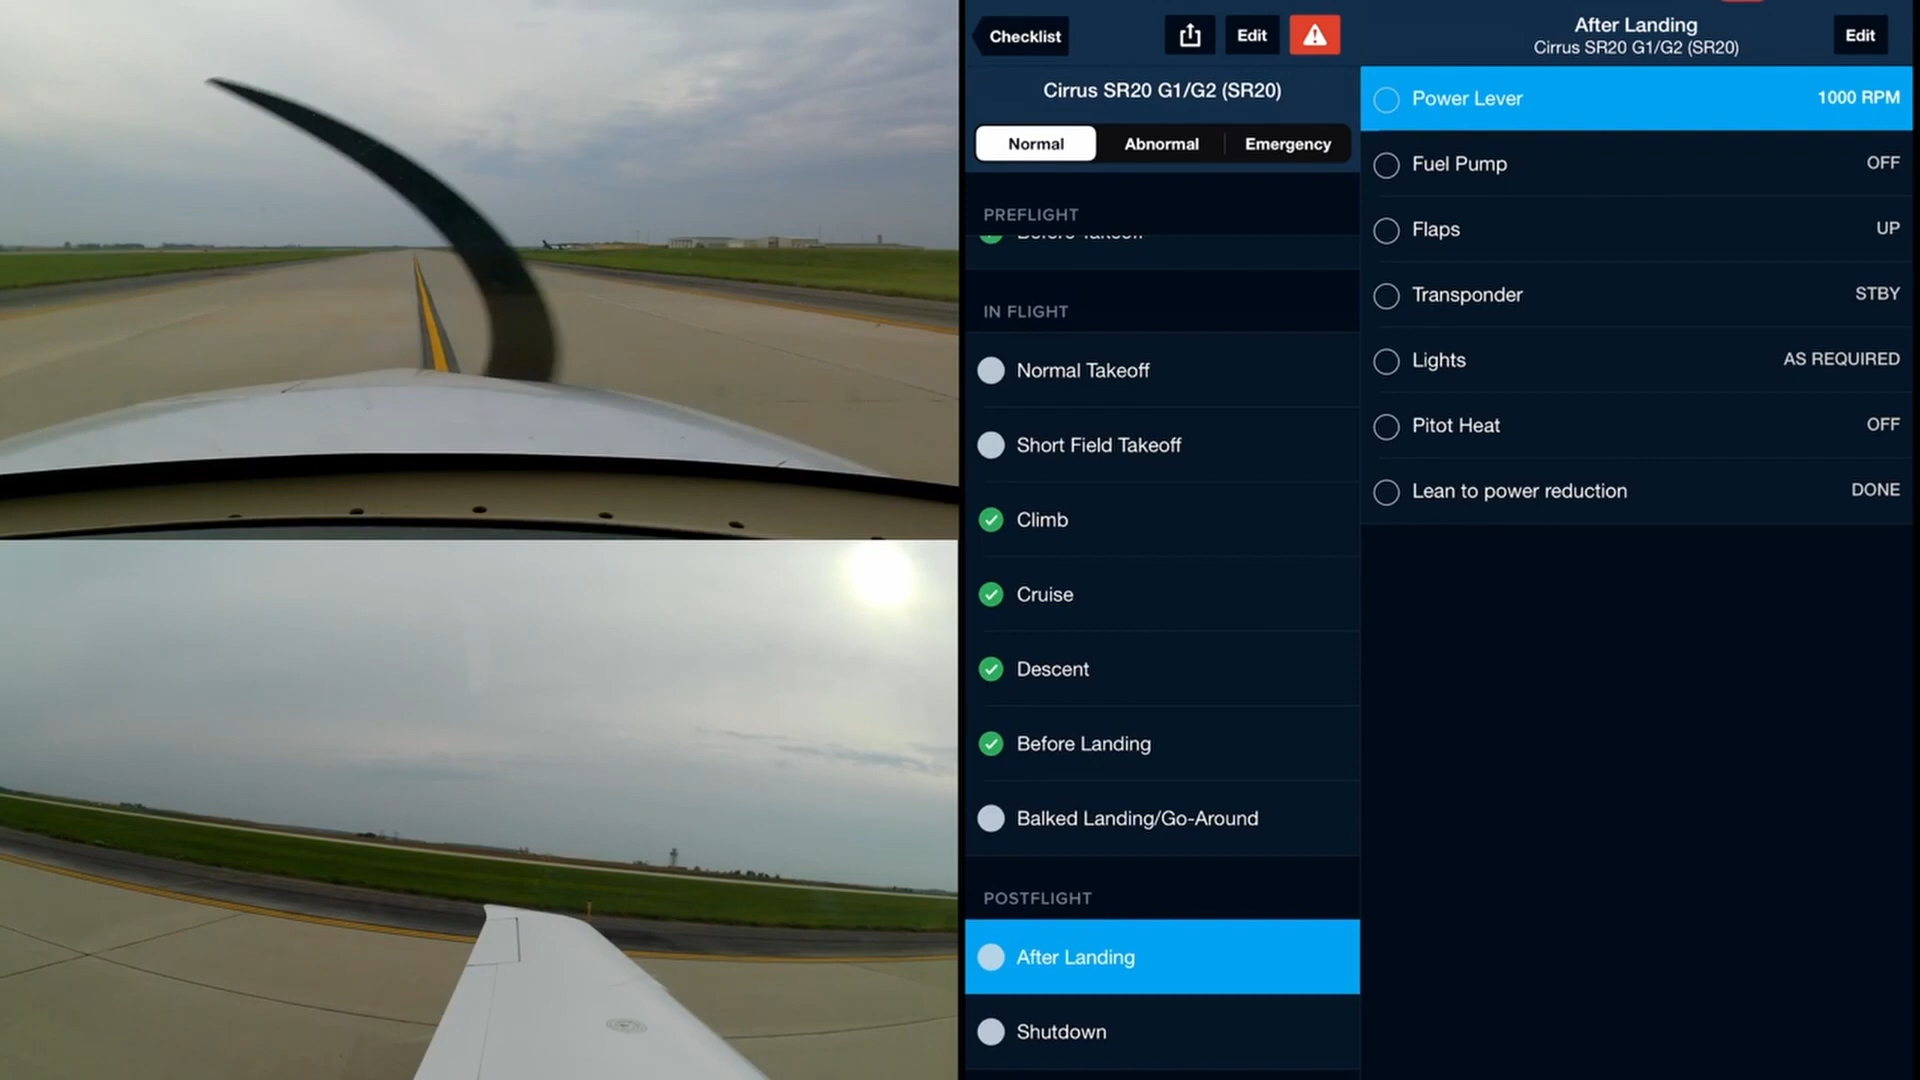 Checklist
Edit
Cirrus SR20 G1/G2 (SR20)
Normal
Abnormal
Emergency
PREFLIGHT
Before Takeoff
IN FLIGHT
Normal Takeoff
Short Field Takeoff
Climb
Cruise
Descent
Before Landing
Balked Landing/Go-Around
POSTFLIGHT
After Landing
Shutdown
After Landing
Cirrus SR20 G1/G2 (SR20)
Edit
Power Lever 1000 RPM
Fuel Pump OFF
Flaps UP
Transponder STBY
Lights AS REQUIRED
Pitot Heat OFF
Lean to power reduction DONE